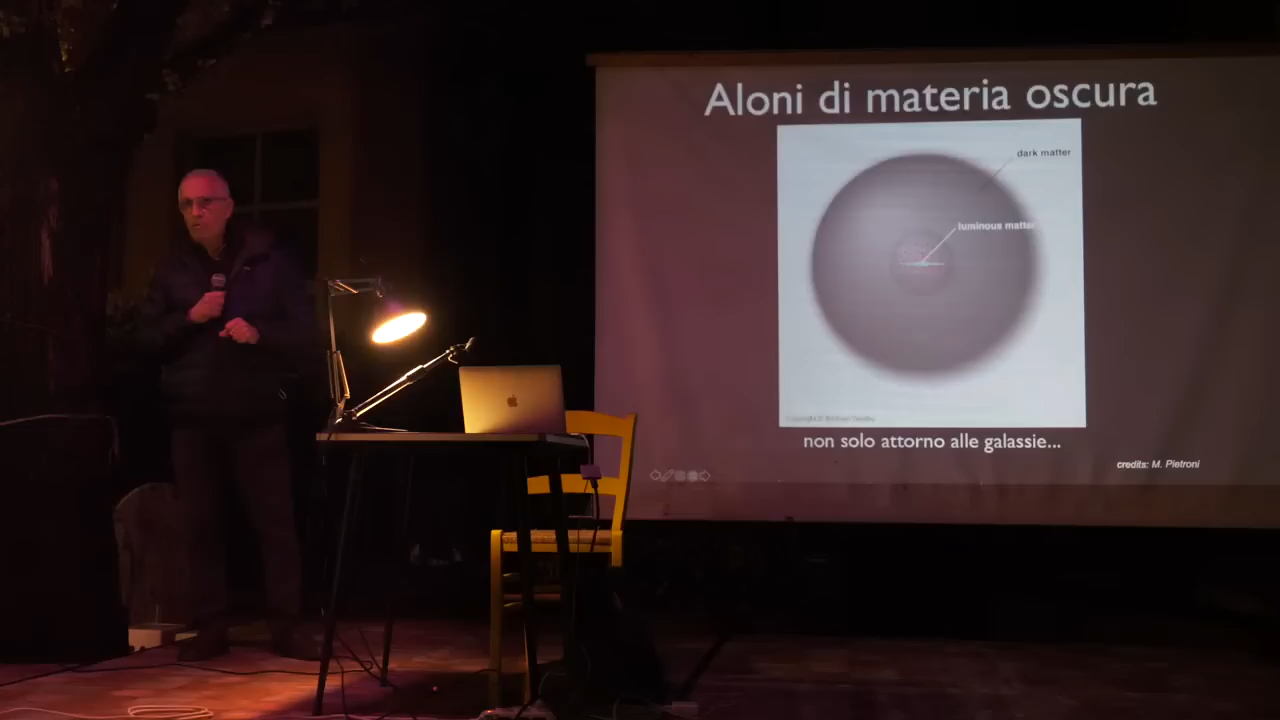 Aloni di materia oscura
dark matter
luminous matter
non solo attorno alle galassie...
credits: M. Pietroni